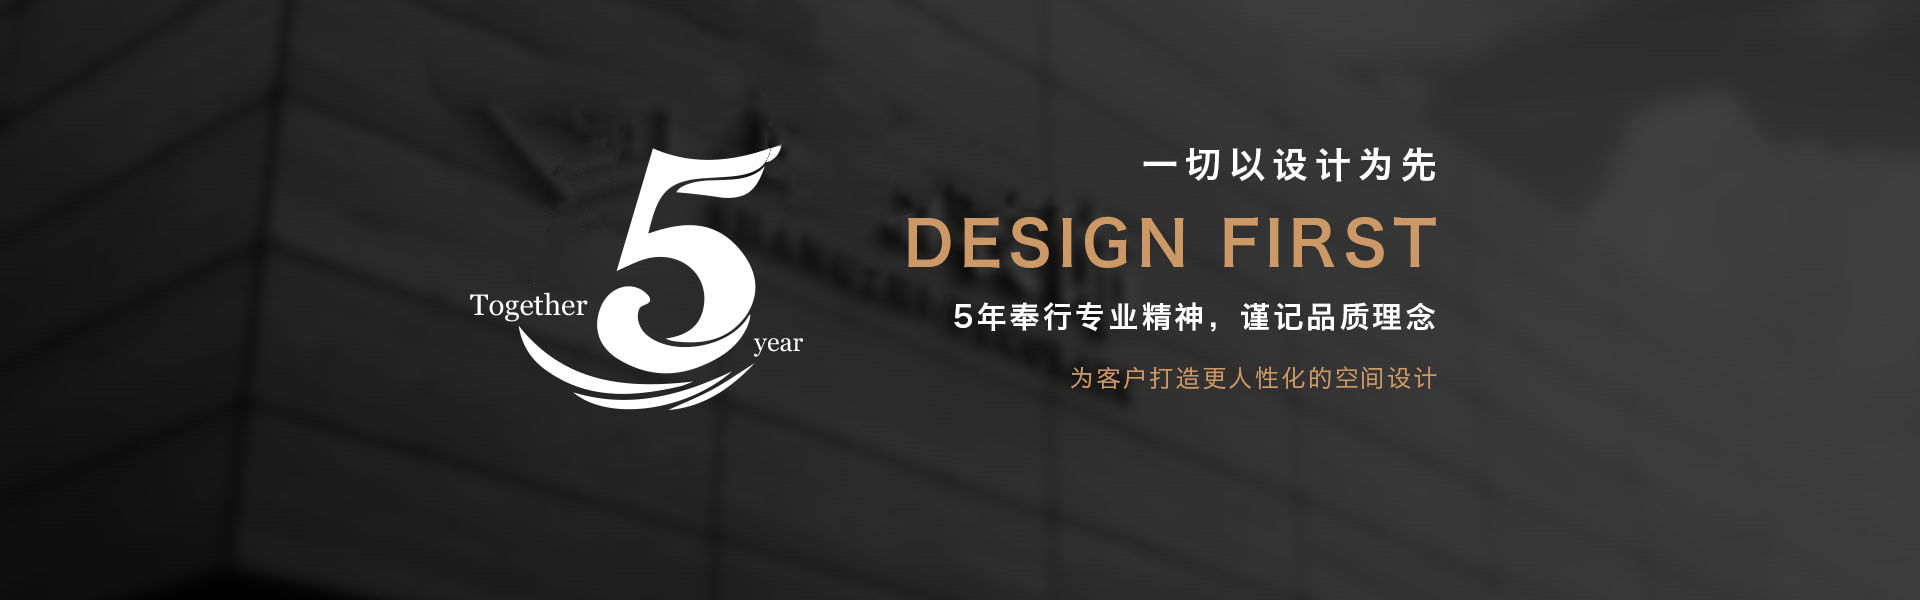 Together
5
year
一切以设计为先
DESIGN FIRST
5年奉行专业精神，谨记品质理念
为客户打造更人性化的空间设计